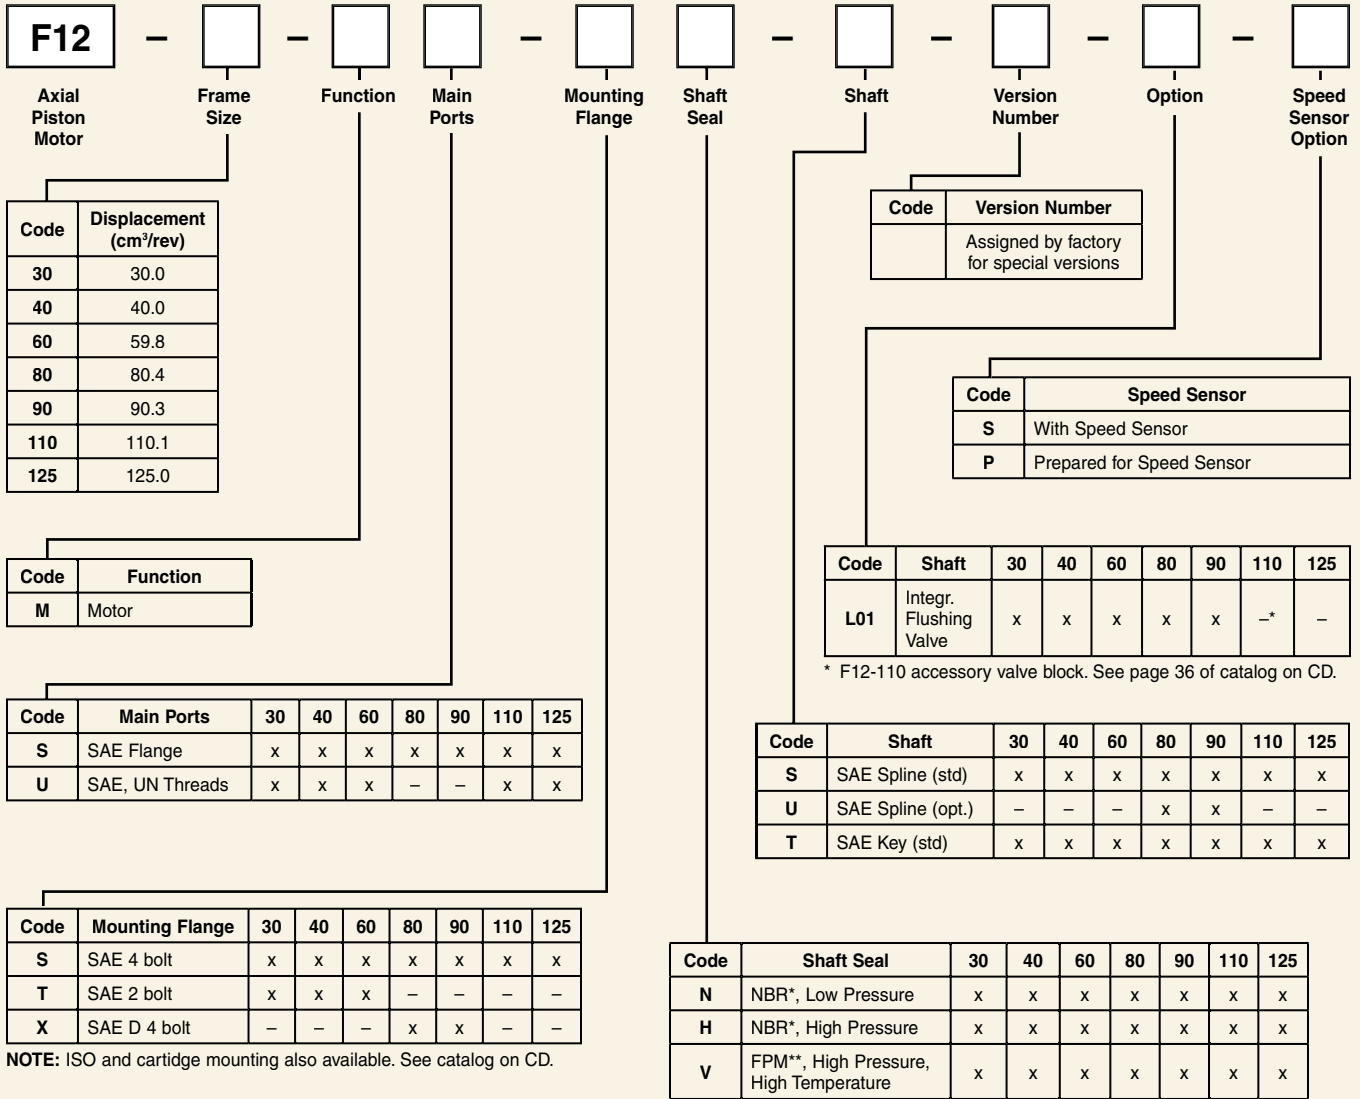 F12 – – – – – – –
Axial Piston Motor
Frame Size
Function
Main Ports
Mounting Flange
Shaft Seal
Shaft
Version Number
Option
Speed Sensor Option
Code Displacement (cm³/rev)
30 30.0
40 40.0
60 59.8
80 80.4
90 90.3
110 110.1
125 125.0
Code Version Number
Assigned by factory
for special versions
Code Speed Sensor
S With Speed Sensor
P Prepared for Speed Sensor
Code Function
M Motor
Code Shaft 30 40 60 80 90 110 125
L01 Integr. Flushing Valve x x x x x –* –
* F12-110 accessory valve block. See page 36 of catalog on CD.
Code Main Ports 30 40 60 80 90 110 125
S SAE Flange x x x x x x x
U SAE, UN Threads x x x – – x x
Code Shaft 30 40 60 80 90 110 125
S SAE Spline (std) x x x x x x x
U SAE Spline (opt.) – – – x x – –
T SAE Key (std) x x x x x x x
Code Mounting Flange 30 40 60 80 90 110 125
S SAE 4 bolt x x x x x x x
T SAE 2 bolt x x x – – – –
X SAE D 4 bolt – – – x x – –
NOTE: ISO and cartidge mounting also available. See catalog on CD.
Code Shaft Seal 30 40 60 80 90 110 125
N NBR*, Low Pressure x x x x x x x
H NBR*, High Pressure x x x x x x x
V FPM**, High Pressure, High Temperature x x x x x x x